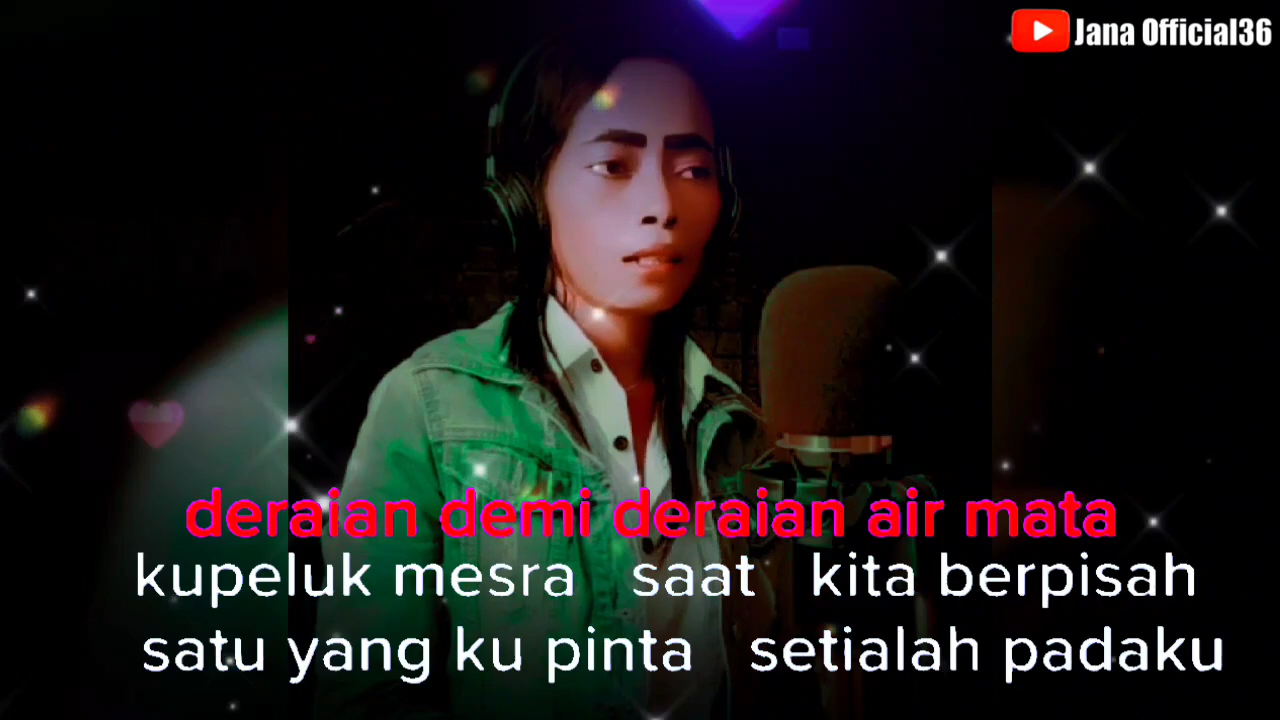 Jana Official36
deraian demi deraian air mata
kupeluk mesra saat kita berpisah
satu yang ku pinta setialah padaku